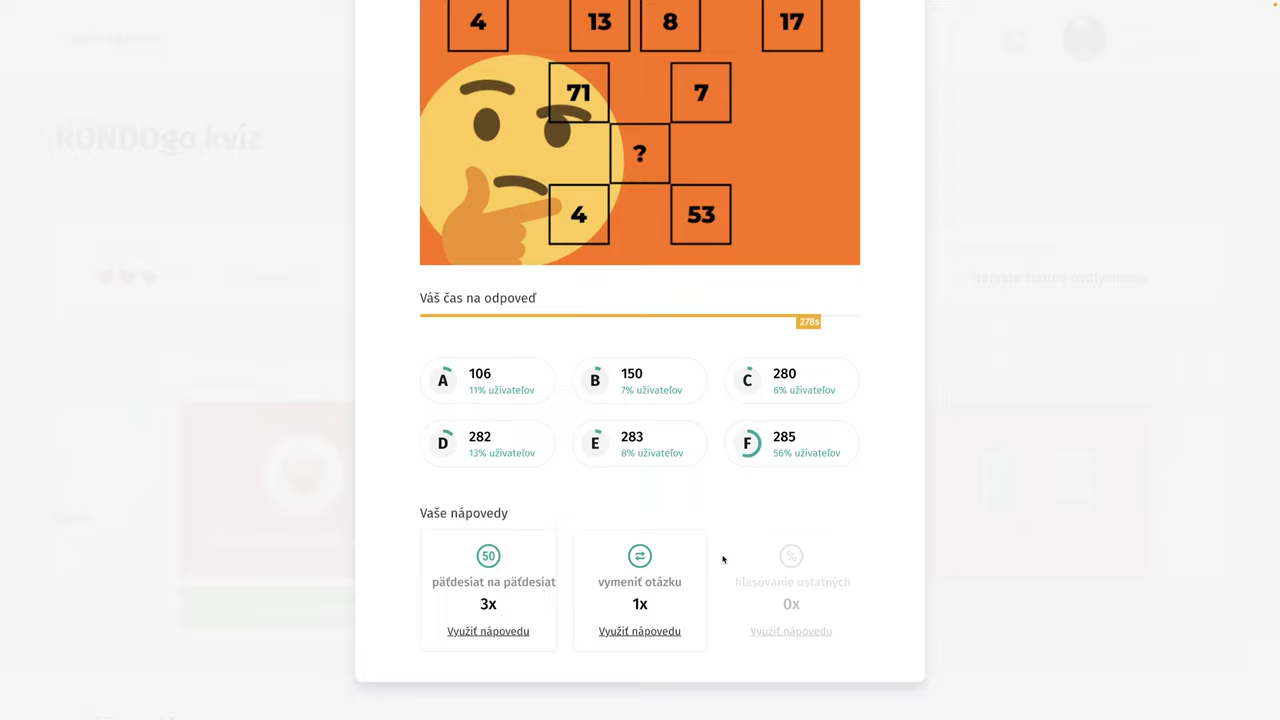 4 13 8 17
71 7
?
4 53
RONDOgo kvíz
Váš čas na odpoveď
278s
A 106 11% užívateľov
B 150 7% užívateľov
C 280 6% užívateľov
D 282 13% užívateľov
E 283 8% užívateľov
F 285 56% užívateľov
Vaše nápovedy
50
päťdesiat na päťdesiat
3x
Využiť nápovedu
vymeniť otázku
1x
Využiť nápovedu
%
hlasovanie ostatných
0x
Využiť nápovedu